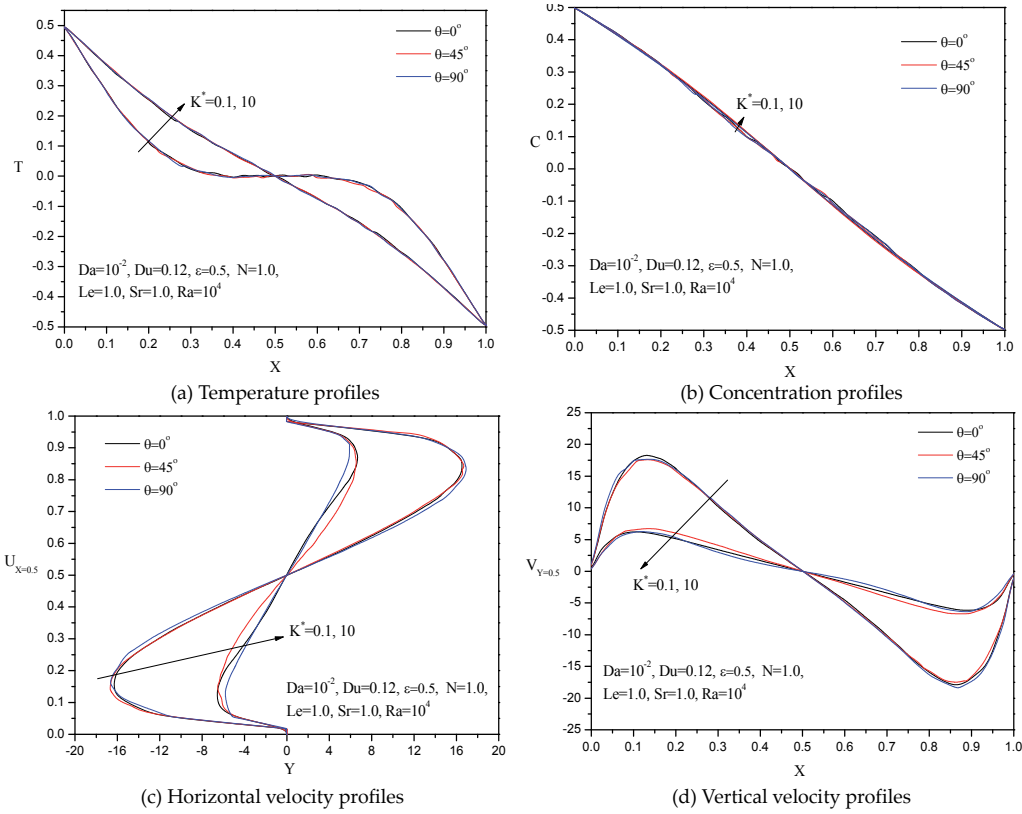 0.5
0.4
0.3
0.2
0.1
0.0
-0.1
-0.2
-0.3
-0.4
-0.5
T
θ=0°
θ=45°
θ=90°
K*=0.1, 10
Da=10⁻², Du=0.12, ε=0.5, N=1.0,
Le=1.0, Sr=1.0, Ra=10⁴
0.0 0.1 0.2 0.3 0.4 0.5 0.6 0.7 0.8 0.9 1.0
X
(a) Temperature profiles
0.5
0.4
0.3
0.2
0.1
0.0
-0.1
-0.2
-0.3
-0.4
-0.5
C
θ=0°
θ=45°
θ=90°
K*=0.1, 10
Da=10⁻², Du=0.12, ε=0.5, N=1.0,
Le=1.0, Sr=1.0, Ra=10⁴
0.0 0.1 0.2 0.3 0.4 0.5 0.6 0.7 0.8 0.9 1.0
X
(b) Concentration profiles
1.0
0.9
0.8
0.7
0.6
0.5
0.4
0.3
0.2
0.1
0.0
U X=0.5
θ=0°
θ=45°
θ=90°
K*=0.1, 10
Da=10⁻², Du=0.12, ε=0.5, N=1.0,
Le=1.0, Sr=1.0, Ra=10⁴
-20 -16 -12 -8 -4 0 4 8 12 16 20
Y
(c) Horizontal velocity profiles
25
20
15
10
5
0
-5
-10
-15
-20
-25
V Y=0.5
θ=0°
θ=45°
θ=90°
K*=0.1, 10
Da=10⁻², Du=0.12, ε=0.5, N=1.0,
Le=1.0, Sr=1.0, Ra=10⁴
0.0 0.1 0.2 0.3 0.4 0.5 0.6 0.7 0.8 0.9 1.0
X
(d) Vertical velocity profiles